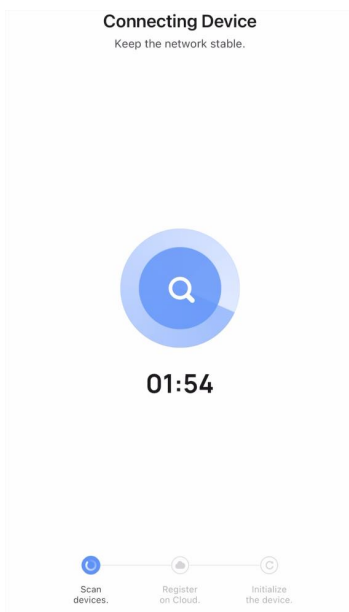 Connecting Device
Keep the network stable.
01:54
Scan
devices.
Register
on Cloud.
Initialize
the device.